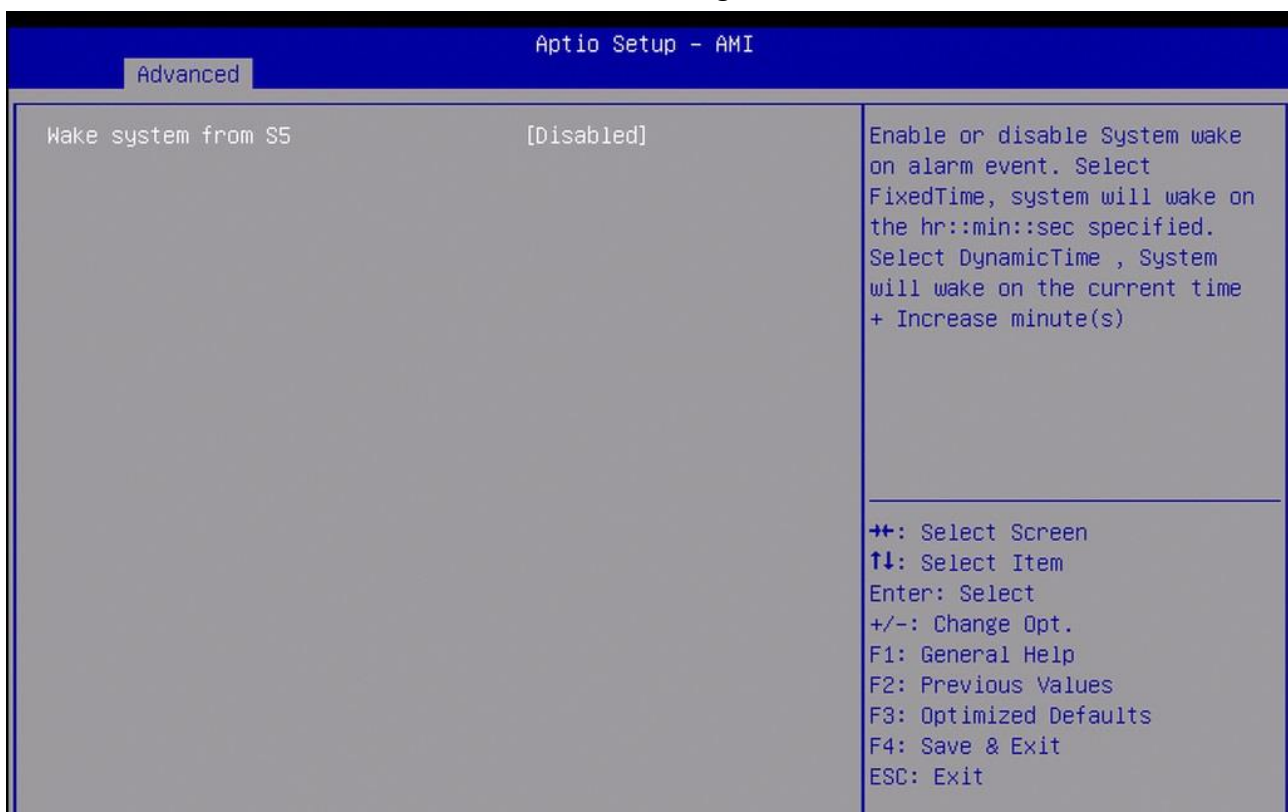 Aptio Setup – AMI
Advanced
Wake system from S5 [Disabled]
Enable or disable System wake
on alarm event. Select
FixedTime, system will wake on
the hr::min::sec specified.
Select DynamicTime , System
will wake on the current time
+ Increase minute(s)
→←: Select Screen
↑↓: Select Item
Enter: Select
+/-: Change Opt.
F1: General Help
F2: Previous Values
F3: Optimized Defaults
F4: Save & Exit
ESC: Exit